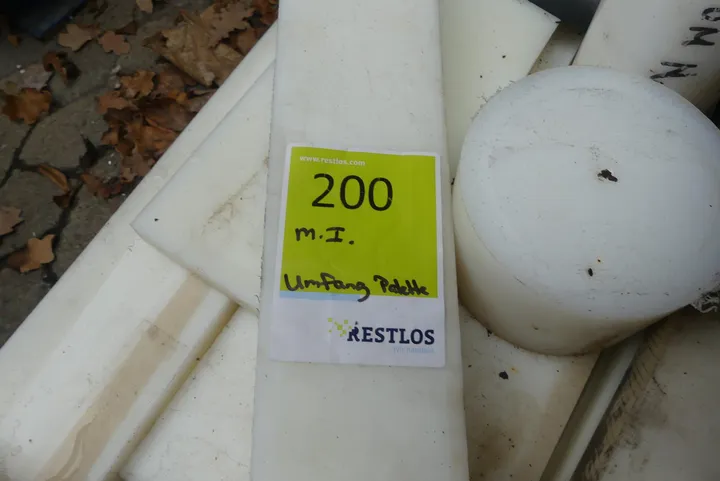 www.restlos.com
200
M.I.
Umfang Palette
RESTLOS